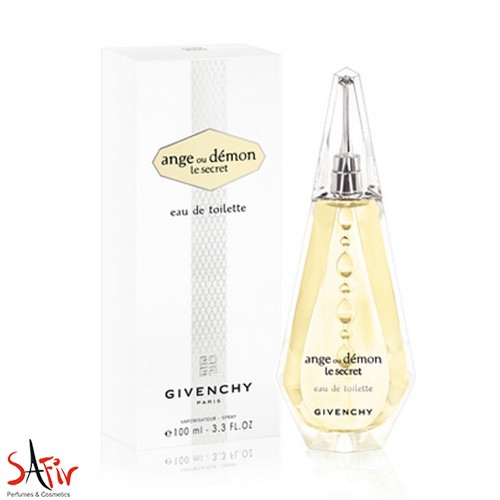 ange ou démon
le secret
eau de toilette
GIVENCHY
PARIS
VAPORISATEUR - SPRAY
e 100 ml - 3.3 FL.OZ
ange ou démon
le secret
eau de toilette
GIVENCHY
SAFir
Perfumes & Cosmetics